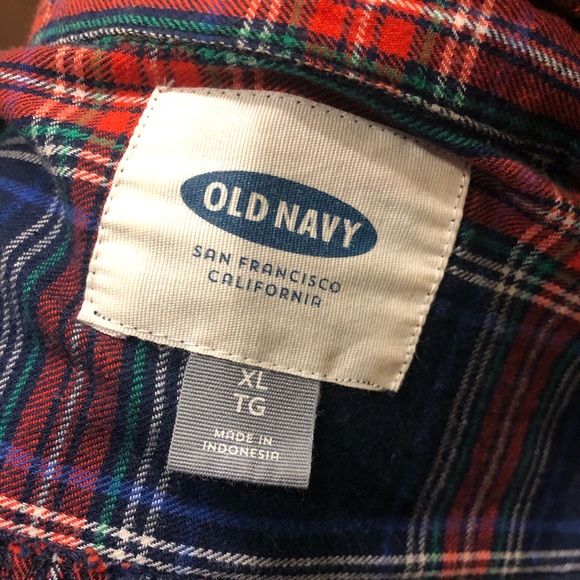 OLD NAVY
SAN FRANCISCO
CALIFORNIA
XL
TG
MADE IN
INDONESIA